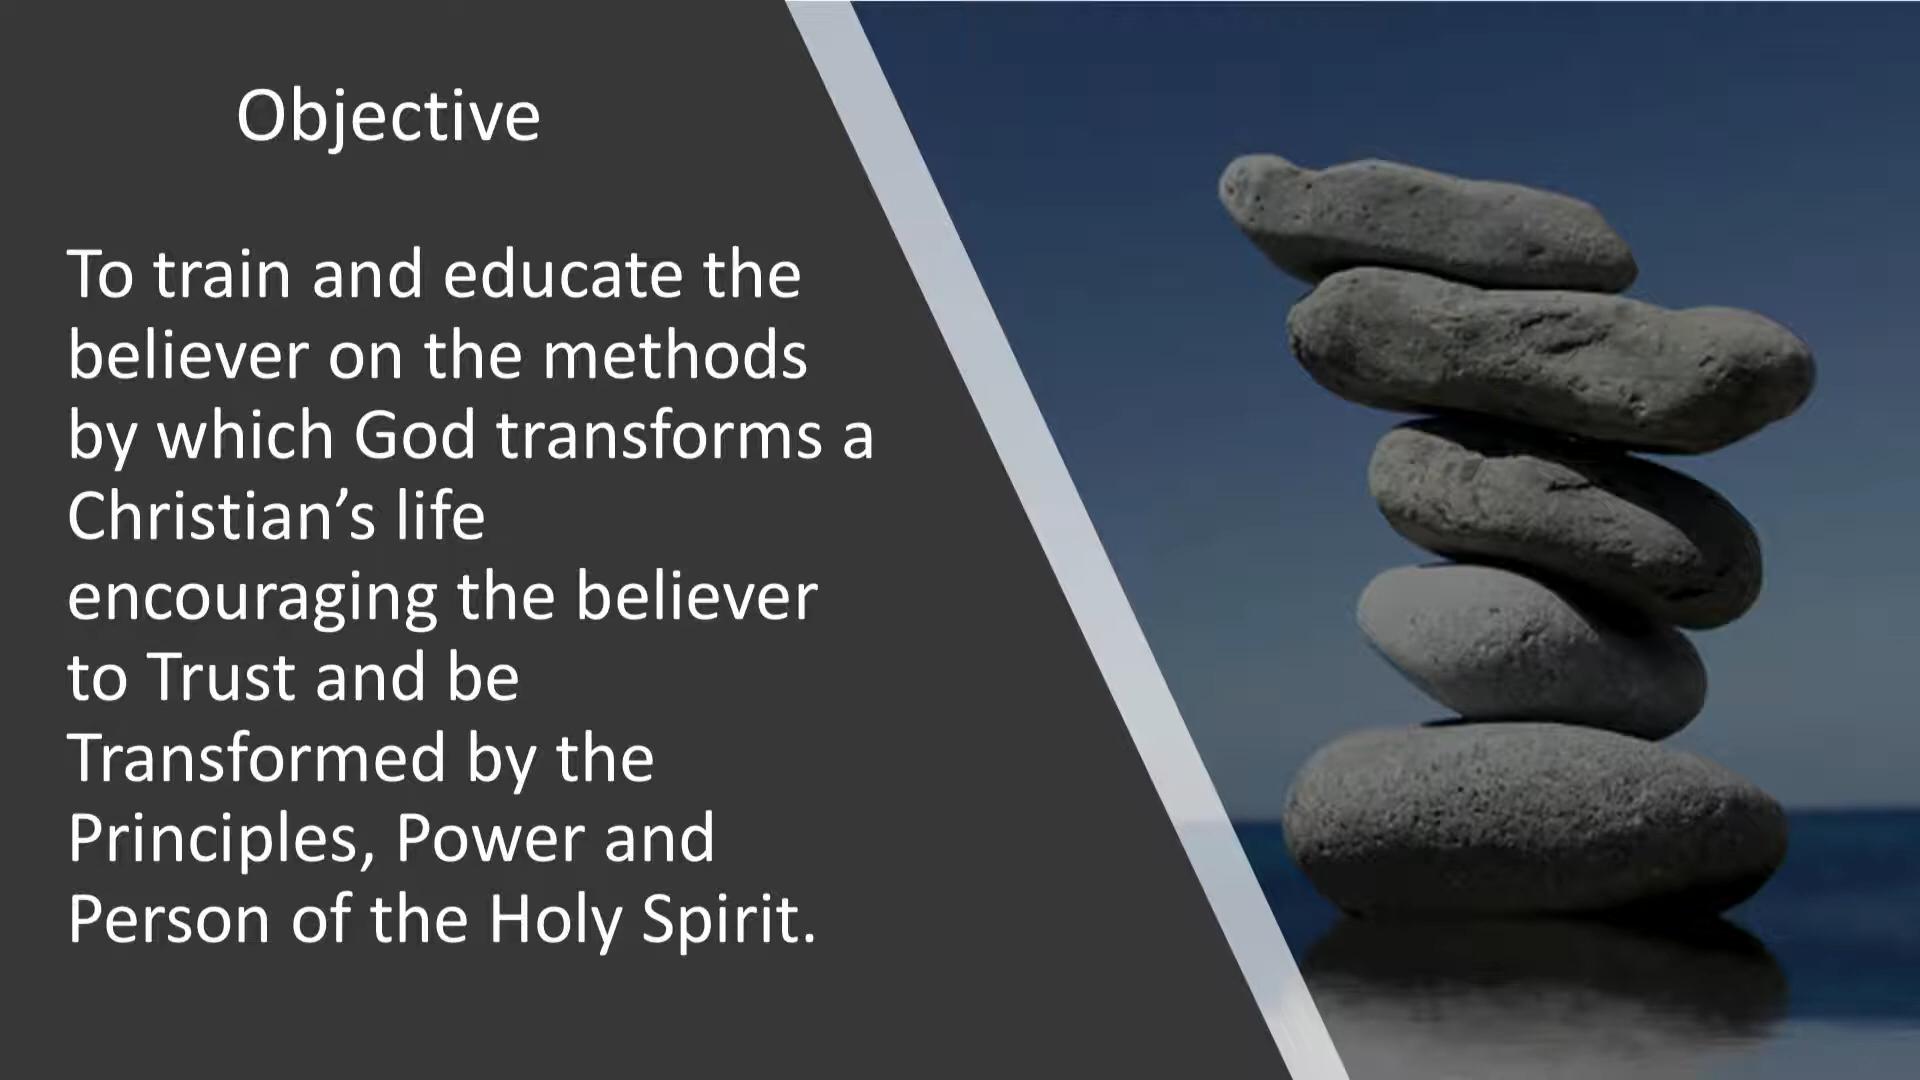 Objective
To train and educate the
believer on the methods
by which God transforms a
Christian’s life
encouraging the believer
to Trust and be
Transformed by the
Principles, Power and
Person of the Holy Spirit.